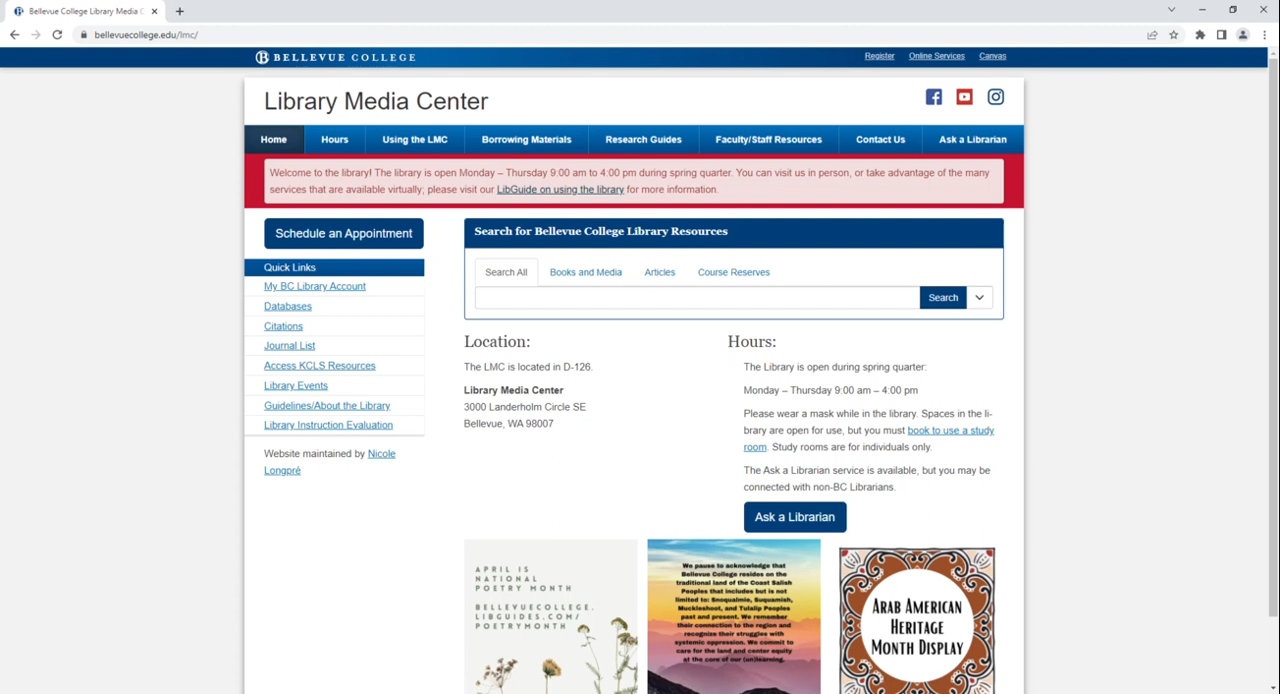 Bellevue College Library Media C
bellevuecollege.edu/lmc/
BELLEVUE COLLEGE
Register
Online Services
Canvas
Library Media Center
Home
Hours
Using the LMC
Borrowing Materials
Research Guides
Faculty/Staff Resources
Contact Us
Ask a Librarian
Welcome to the library! The library is open Monday – Thursday 9:00 am to 4:00 pm during spring quarter. You can visit us in person, or take advantage of the many
services that are available virtually; please visit our LibGuide on using the library for more information.
Schedule an Appointment
Quick Links
My BC Library Account
Databases
Citations
Journal List
Access KCLS Resources
Library Events
Guidelines/About the Library
Library Instruction Evaluation
Website maintained by Nicole
Longpré
Search for Bellevue College Library Resources
Search All
Books and Media
Articles
Course Reserves
Search
Location:
The LMC is located in D-126.
Library Media Center
3000 Landerholm Circle SE
Bellevue, WA 98007
Hours:
The Library is open during spring quarter:
Monday – Thursday 9:00 am – 4:00 pm
Please wear a mask while in the library. Spaces in the li-
brary are open for use, but you must book to use a study
room. Study rooms are for individuals only.
The Ask a Librarian service is available, but you may be
connected with non-BC Librarians.
Ask a Librarian
APRIL IS
NATIONAL
POETRY MONTH
BELLEVUECOLLEGE.
LIBGUIDES.COM/
POETRYMONTH
We pause to acknowledge that
Bellevue College resides on the
traditional land of the Coast Salish
Peoples that includes but is not
limited to: Snoqualmie, Suquamish,
Muckleshoot, and Tulalip Peoples
past and present. We remember
their connection to the region and
recognize their struggles with
systemic oppression. We commit to
care for the land and center equity
at the core of our (un)learning.
ARAB AMERICAN
HERITAGE
MONTH DISPLAY